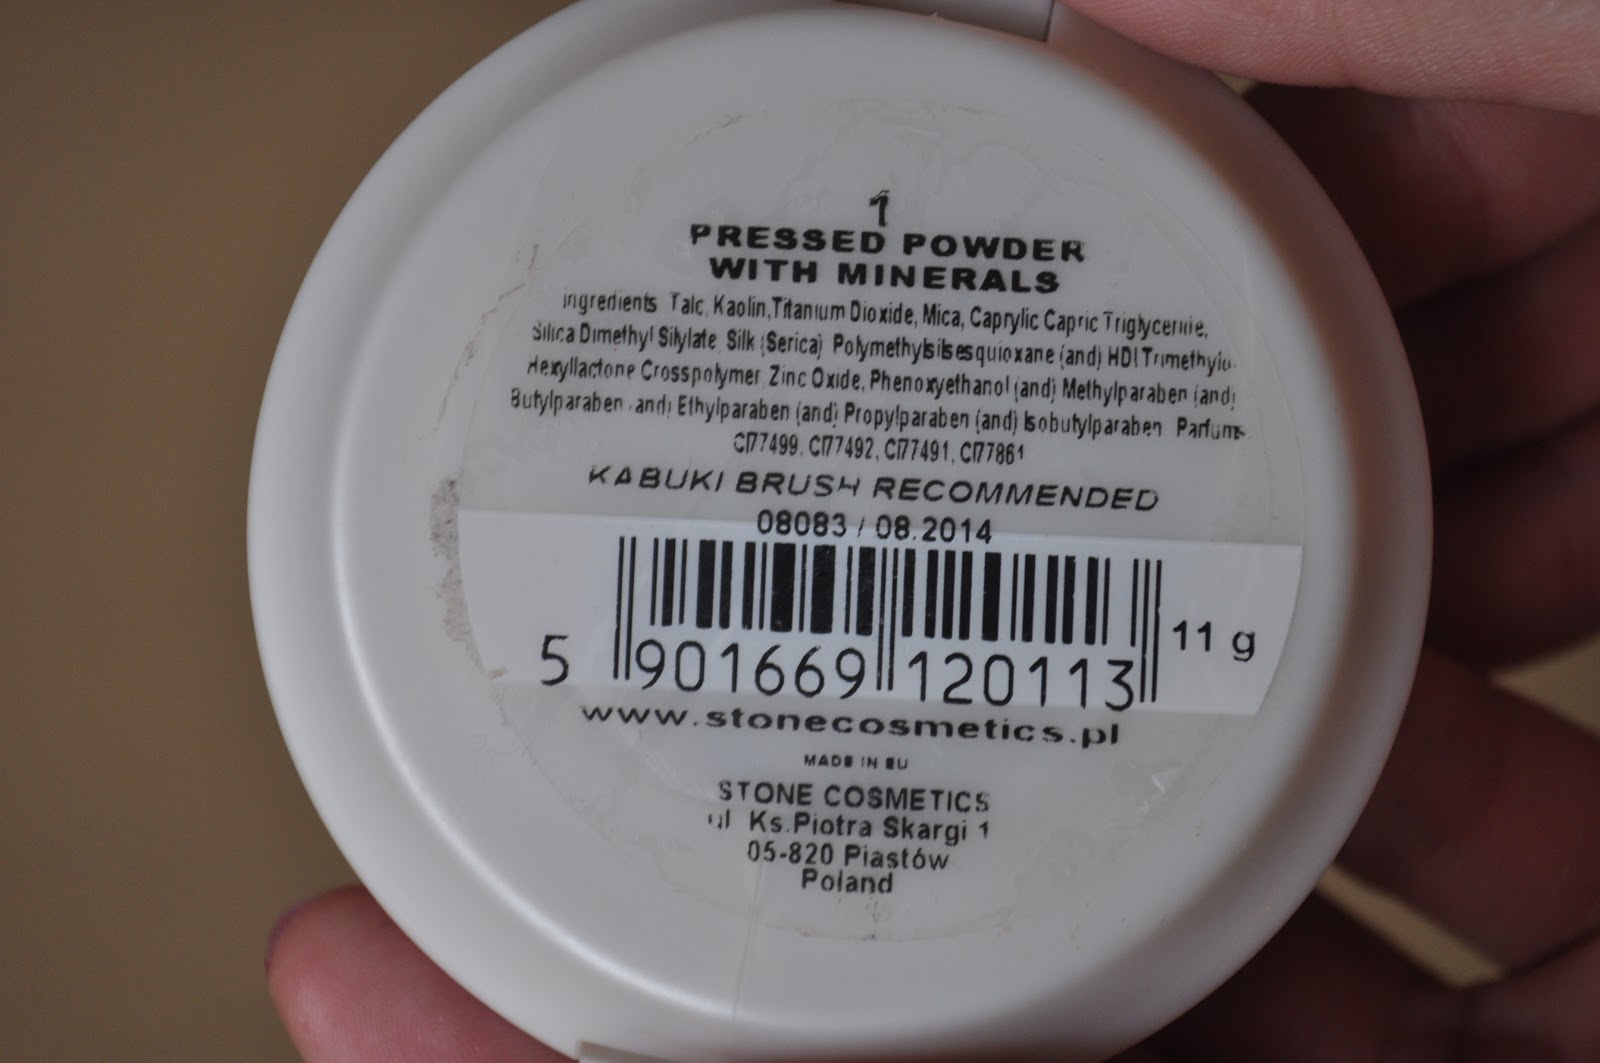 1
PRESSED POWDER
WITH MINERALS
Ingredients Talc, Kaolin, Titanium Dioxide, Mica, Caprylic Capric Triglyceride,
Silica Dimethyl Silylate, Silk (Serica) Polymethylsilsesquioxane (and) HDI Trimethylo-
Hexyllactone Crosspolymer, Zinc Oxide, Phenoxyethanol (and) Methylparaben (and)
Butylparaben (and) Ethylparaben (and) Propylparaben (and) Isobutylparaben Parfum
CI77499, CI77492, CI77491, CI77861
KABUKI BRUSH RECOMMENDED
08083 / 08.2014
5 901669 120113 11 g
www.stonecosmetics.pl
MADE IN EU
STONE COSMETICS
ul Ks.Piotra Skargi 1
05-820 Piastów
Poland